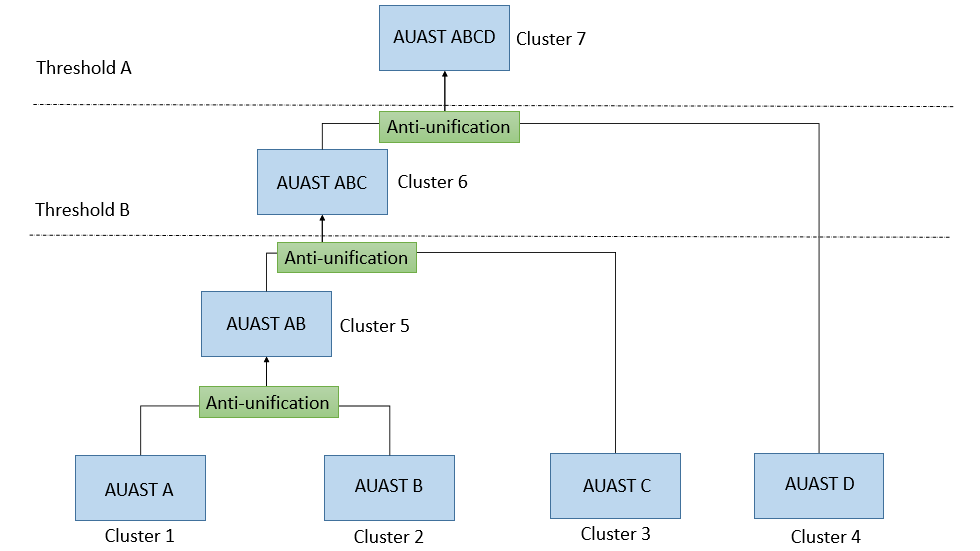 AUAST ABCD
Cluster 7
Threshold A
Anti-unification
AUAST ABC
Cluster 6
Threshold B
Anti-unification
AUAST AB
Cluster 5
Anti-unification
AUAST A
AUAST B
AUAST C
AUAST D
Cluster 1
Cluster 2
Cluster 3
Cluster 4